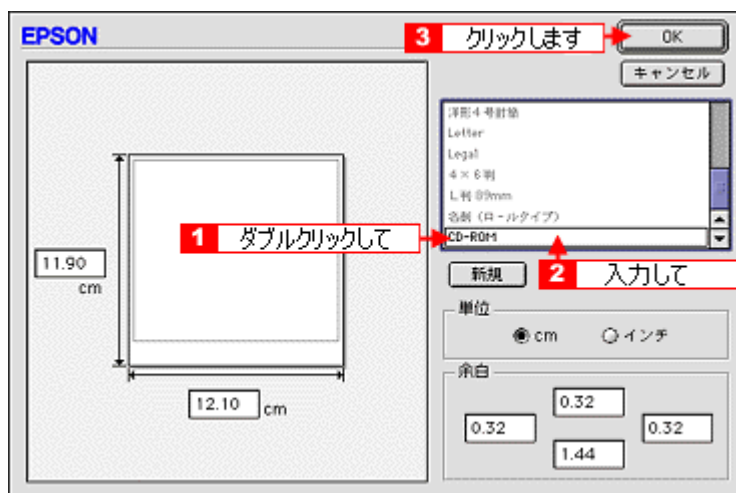 EPSON
3 クリックします
OK
キャンセル
洋形4号封筒
Letter
Legal
4×6判
L判 89mm
名刺（ロールタイプ）
1 ダブルクリックして
CD-ROM
11.90
cm
新規
2 入力して
単位
cm
インチ
12.10 cm
余白
0.32
0.32
0.32
1.44